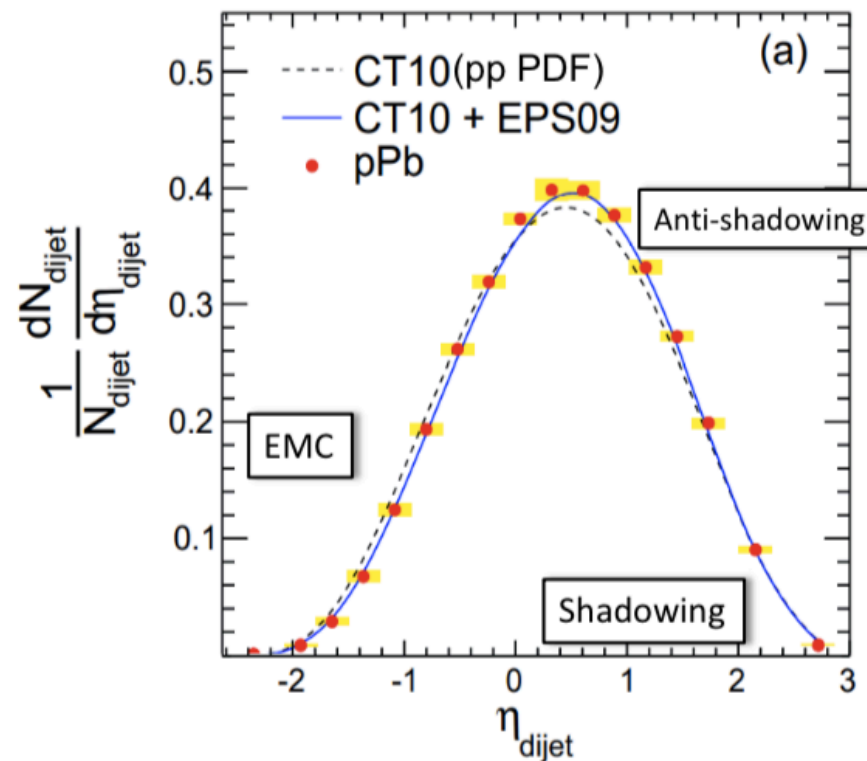 (a)
CT10(pp PDF)
CT10 + EPS09
pPb
Anti-shadowing
EMC
Shadowing
0.5
0.4
0.3
0.2
0.1
1 dN_dijet
N_dijet dη_dijet
-2 -1 0 1 2 3
η_dijet